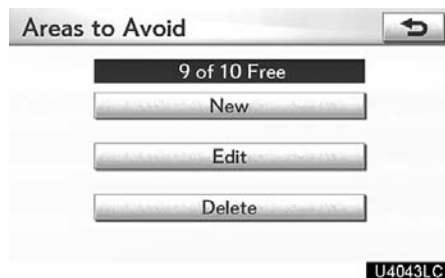 Areas to Avoid
9 of 10 Free
New
Edit
Delete
U4043LC